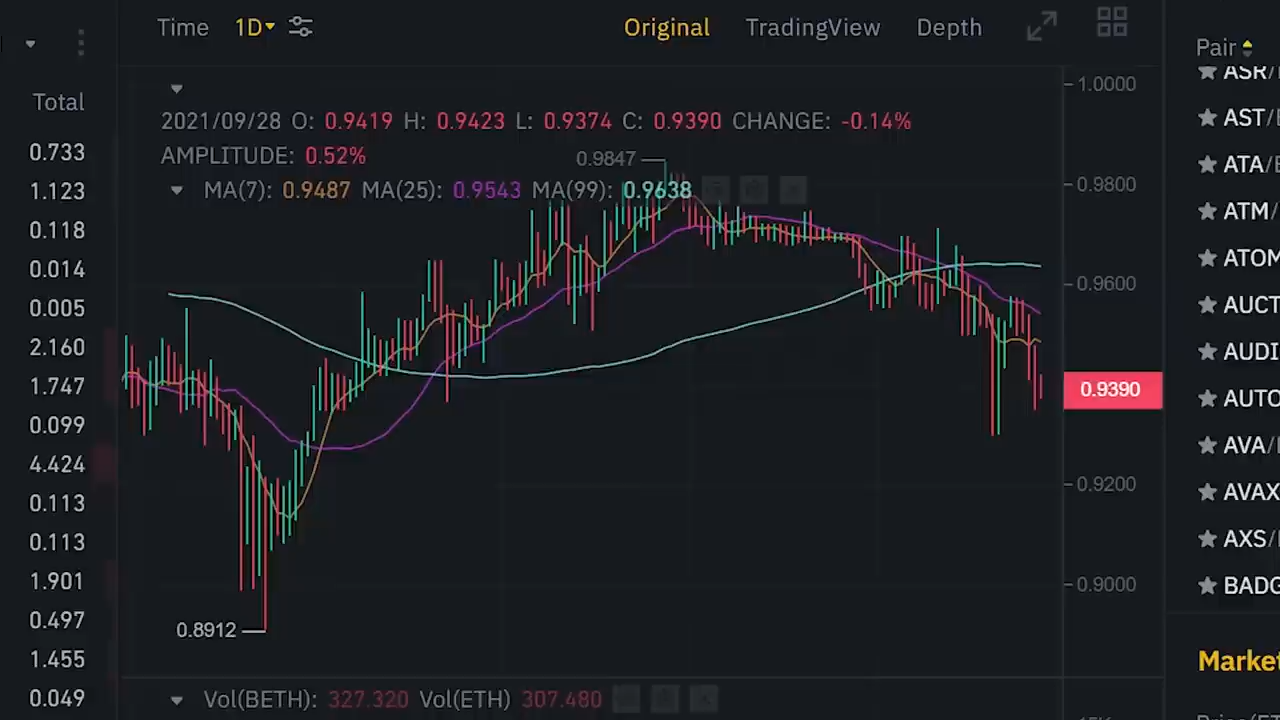 Time 1D Original TradingView Depth
Total
0.733
1.123
0.118
0.014
0.005
2.160
1.747
0.099
4.424
0.113
0.113
1.901
0.497
1.455
0.049
2021/09/28 O: 0.9419 H: 0.9423 L: 0.9374 C: 0.9390 CHANGE: -0.14%
AMPLITUDE: 0.52%
0.9847
MA(7): 0.9487 MA(25): 0.9543 MA(99): 0.9638
0.8912
1.0000
0.9800
0.9600
0.9390
0.9200
0.9000
Vol(BETH): 327.320 Vol(ETH) 307.480
Pair
ASR/
AST/
ATA/
ATM/
ATOM
AUCT
AUDI
AUTO
AVA/
AVAX
AXS/
BADG
Market